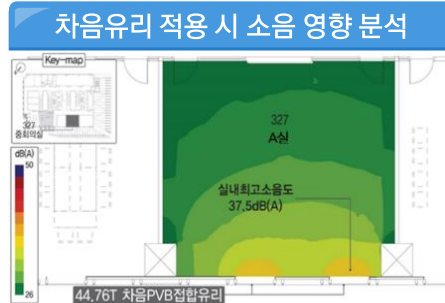 차음유리 적용 시 소음 영향 분석
Key-map
327
중회의실
dB(A)
50
26
327
A실
실내최고소음도
37.5dB(A)
44.76T 차음PVB접합유리